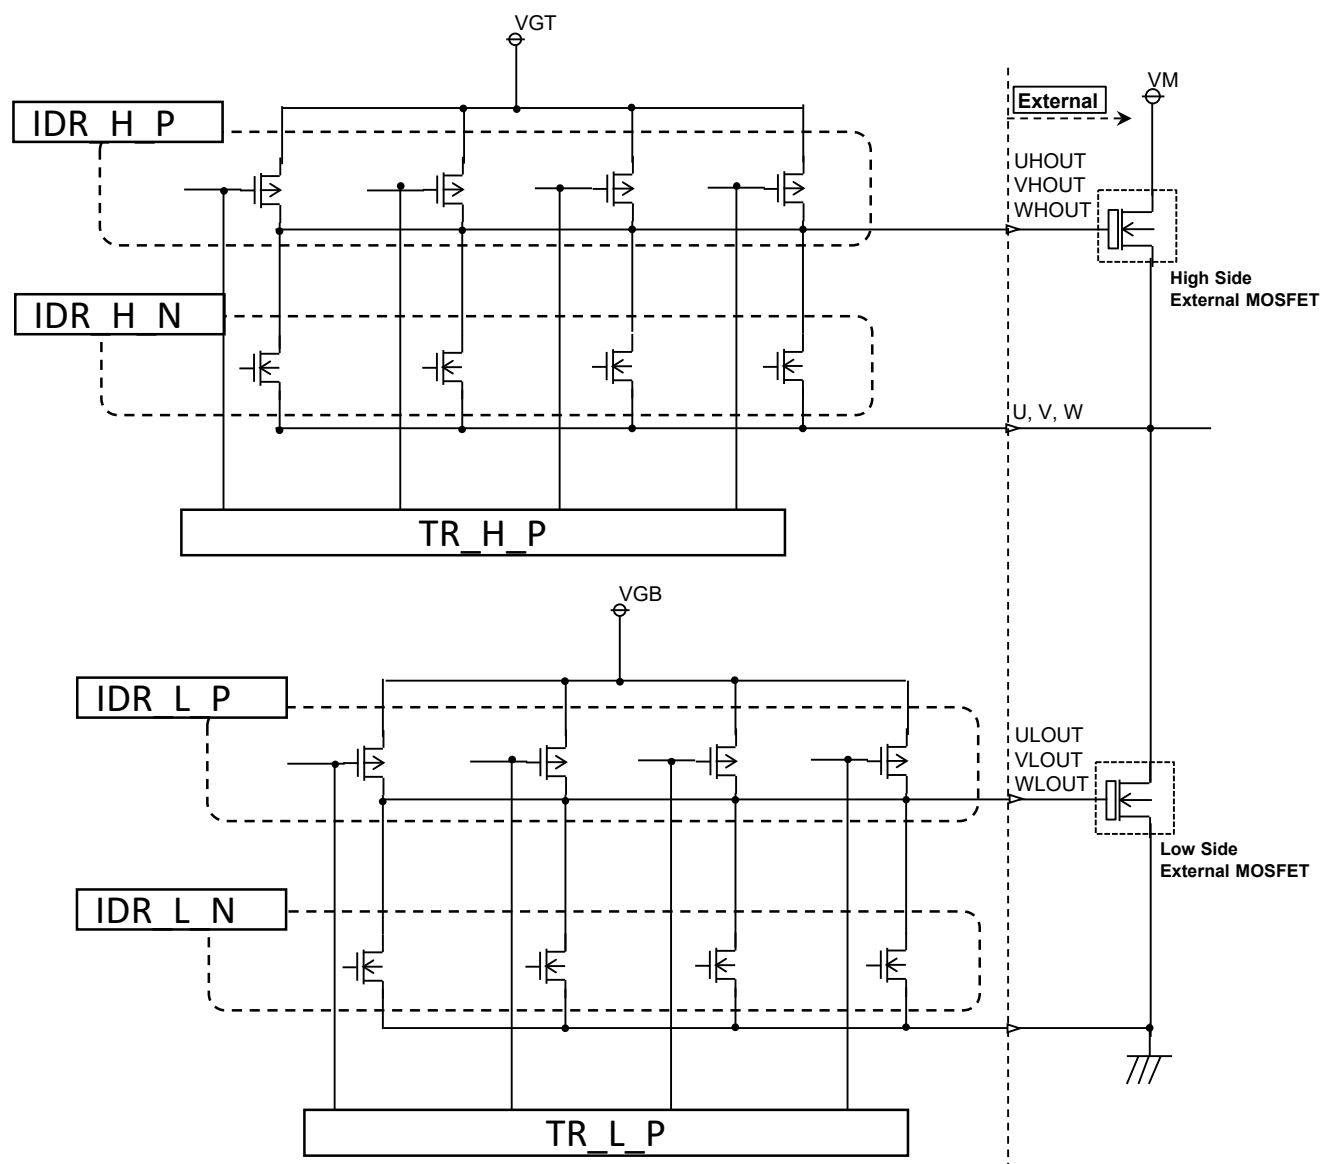 VGT
IDR_H_P
External
VM
UHOUT
VHOUT
WHOUT
High Side
External MOSFET
IDR_H_N
U, V, W
TR_H_P
VGB
IDR_L_P
ULOUT
VLOUT
WLOUT
Low Side
External MOSFET
IDR_L_N
TR_L_P